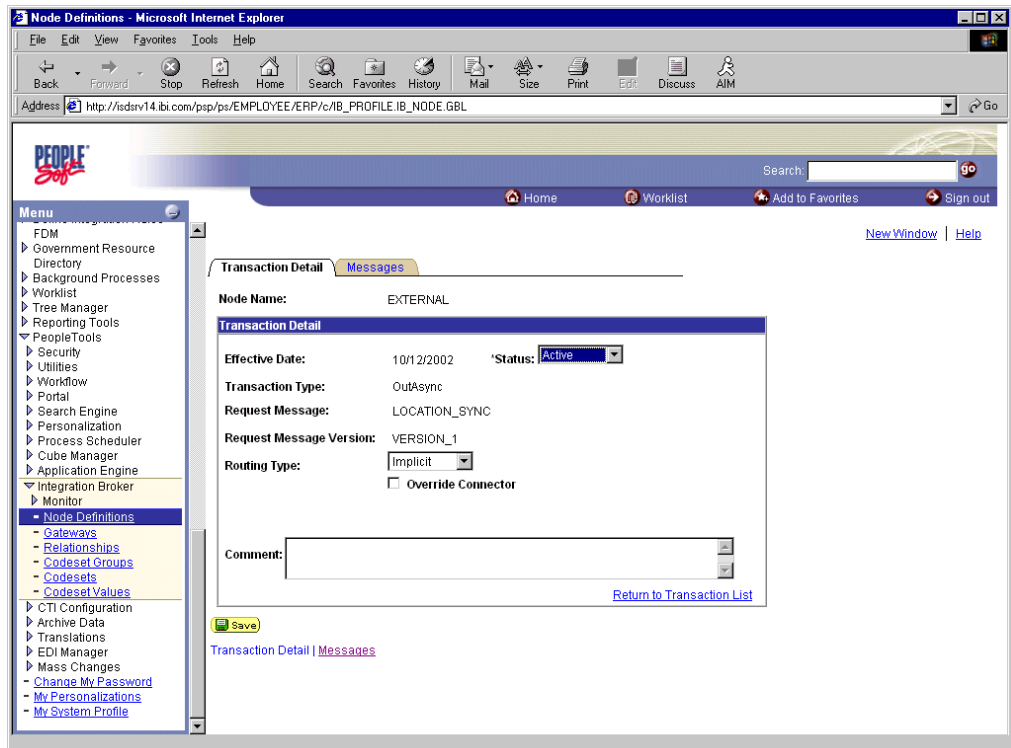 Node Definitions - Microsoft Internet Explorer
File Edit View Favorites Tools Help
Back Forward Stop Refresh Home Search Favorites History Mail Size Print Edit Discuss AIM
Address http://isdsrv14.ibi.com/psp/ps/EMPLOYEE/ERP/c/IB_PROFILE.IB_NODE.GBL Go
PEOPLE Soft
Search: go
Home Worklist Add to Favorites Sign out
Menu
FDM
Government Resource
Directory
Background Processes
Worklist
Tree Manager
Reporting Tools
PeopleTools
Security
Utilities
Workflow
Portal
Search Engine
Personalization
Process Scheduler
Cube Manager
Application Engine
Integration Broker
Monitor
- Node Definitions
- Gateways
- Relationships
- Codeset Groups
- Codesets
- Codeset Values
CTI Configuration
Archive Data
Translations
EDI Manager
Mass Changes
- Change My Password
- My Personalizations
- My System Profile
New Window | Help
Transaction Detail Messages
Node Name: EXTERNAL
Transaction Detail
Effective Date: 10/12/2002 *Status: Active
Transaction Type: OutAsync
Request Message: LOCATION_SYNC
Request Message Version: VERSION_1
Routing Type: Implicit
Override Connector
Comment:
Return to Transaction List
Save
Transaction Detail | Messages